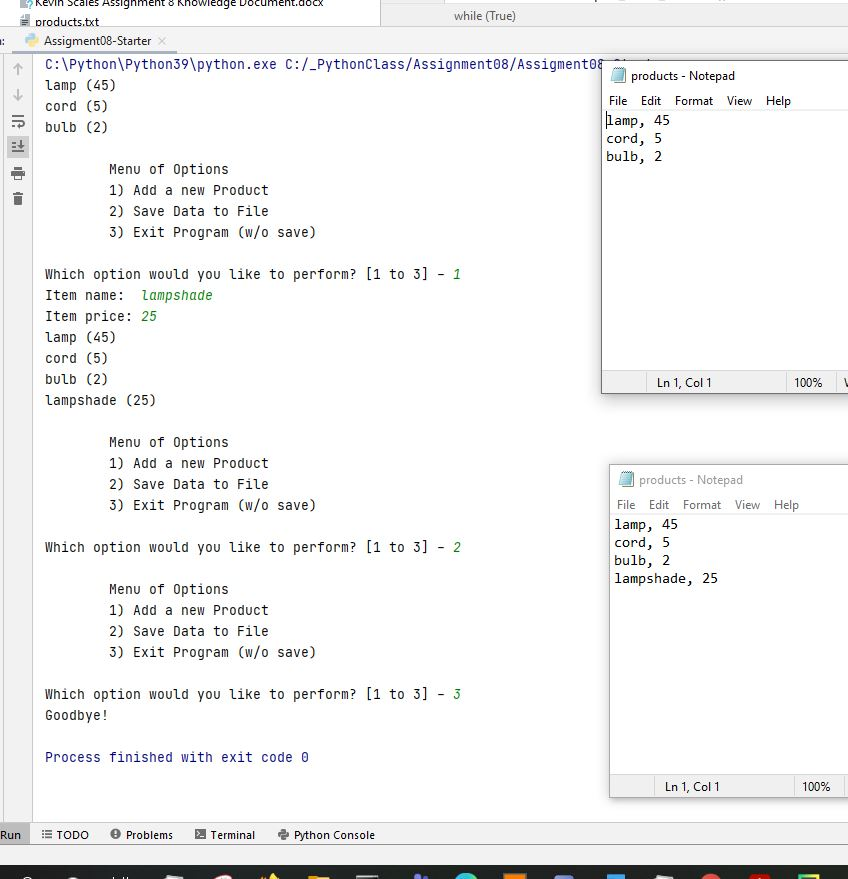 Kevin Scales Assignment 8 Knowledge Document.docx
products.txt
while (True)
Assigment08-Starter
C:\Python\Python39\python.exe C:/_PythonClass/Assignment08/Assigment08
lamp (45)
cord (5)
bulb (2)
Menu of Options
1) Add a new Product
2) Save Data to File
3) Exit Program (w/o save)
Which option would you like to perform? [1 to 3] - 1
Item name: lampshade
Item price: 25
lamp (45)
cord (5)
bulb (2)
lampshade (25)
Menu of Options
1) Add a new Product
2) Save Data to File
3) Exit Program (w/o save)
Which option would you like to perform? [1 to 3] - 2
Menu of Options
1) Add a new Product
2) Save Data to File
3) Exit Program (w/o save)
Which option would you like to perform? [1 to 3] - 3
Goodbye!
Process finished with exit code 0
products - Notepad
File Edit Format View Help
lamp, 45
cord, 5
bulb, 2
Ln 1, Col 1 100%
products - Notepad
File Edit Format View Help
lamp, 45
cord, 5
bulb, 2
lampshade, 25
Ln 1, Col 1 100%
Run TODO Problems Terminal Python Console